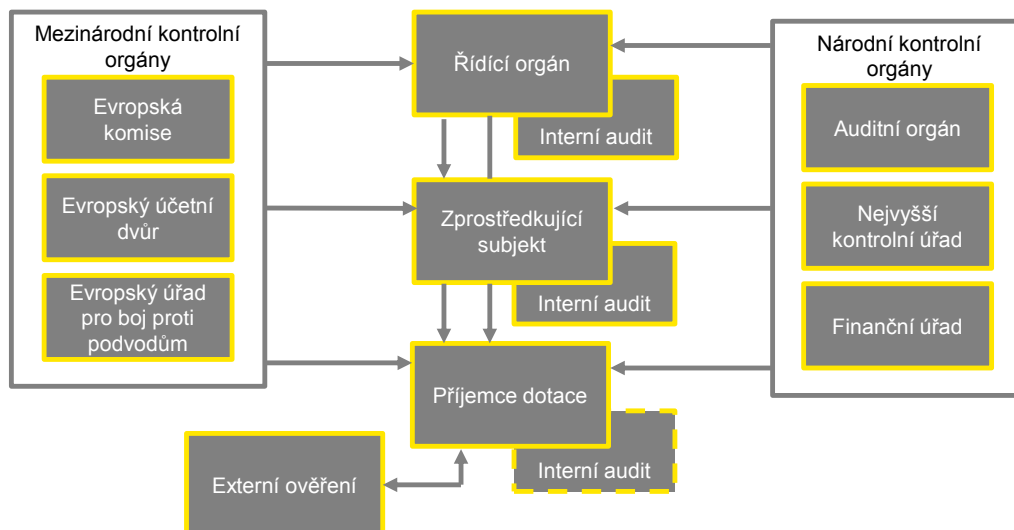 Mezinárodní kontrolní
orgány
Evropská
komise
Evropský účetní
dvůr
Evropský úřad
pro boj proti
podvodům
Řídící orgán
Interní audit
Zprostředkující
subjekt
Interní audit
Příjemce dotace
Interní audit
Externí ověření
Národní kontrolní
orgány
Auditní orgán
Nejvyšší
kontrolní úřad
Finanční úřad